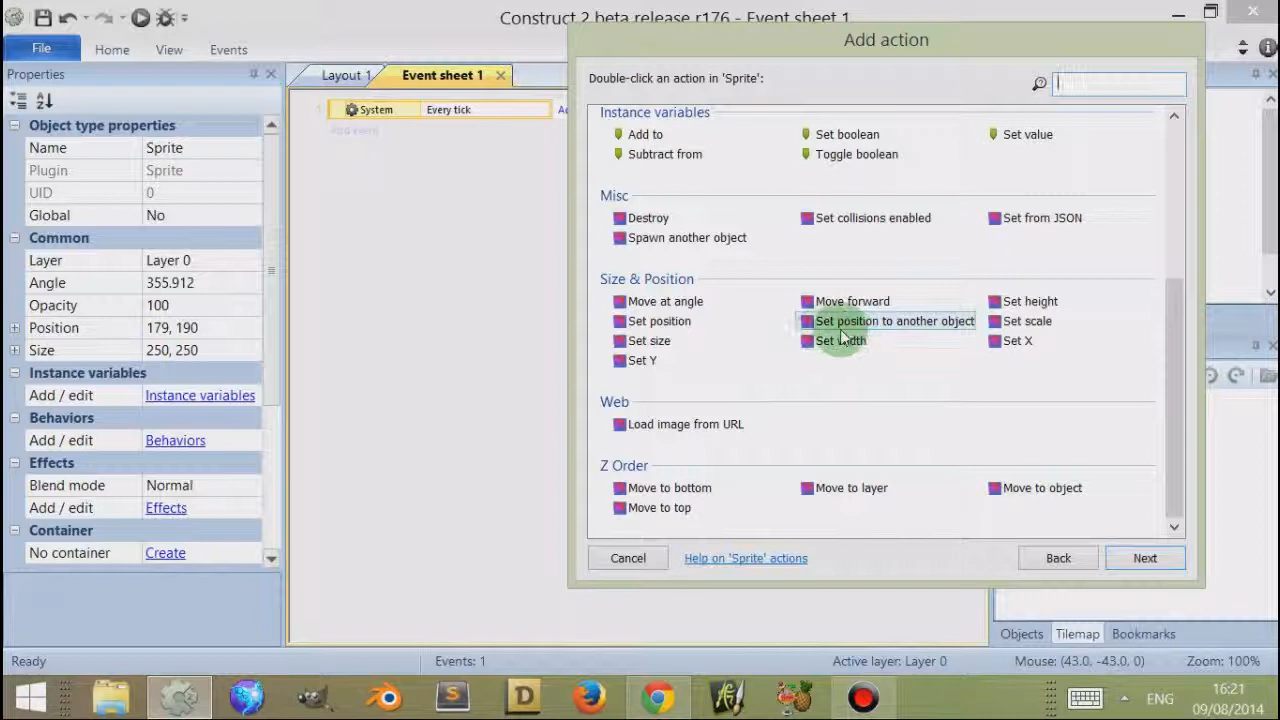 Construct 2 beta release r176 - Event sheet 1
File Home View Events
Properties
Object type properties
Name Sprite
Plugin Sprite
UID 0
Global No
Common
Layer Layer 0
Angle 355.912
Opacity 100
Position 179, 190
Size 250, 250
Instance variables
Add / edit Instance variables
Behaviors
Add / edit Behaviors
Effects
Blend mode Normal
Add / edit Effects
Container
No container Create
Layout 1 Event sheet 1
1 System Every tick
Add event
Add action
Double-click an action in 'Sprite':
Instance variables
Add to Set boolean Set value
Subtract from Toggle boolean
Misc
Destroy Set collisions enabled Set from JSON
Spawn another object
Size & Position
Move at angle Move forward Set height
Set position Set position to another object Set scale
Set size Set width Set X
Set Y
Web
Load image from URL
Z Order
Move to bottom Move to layer Move to object
Move to top
Cancel Help on 'Sprite' actions Back Next
Objects Tilemap Bookmarks
Ready Events: 1 Active layer: Layer 0 Mouse: (43.0, -43.0, 0) Zoom: 100%
S D ENG 16:21
09/08/2014